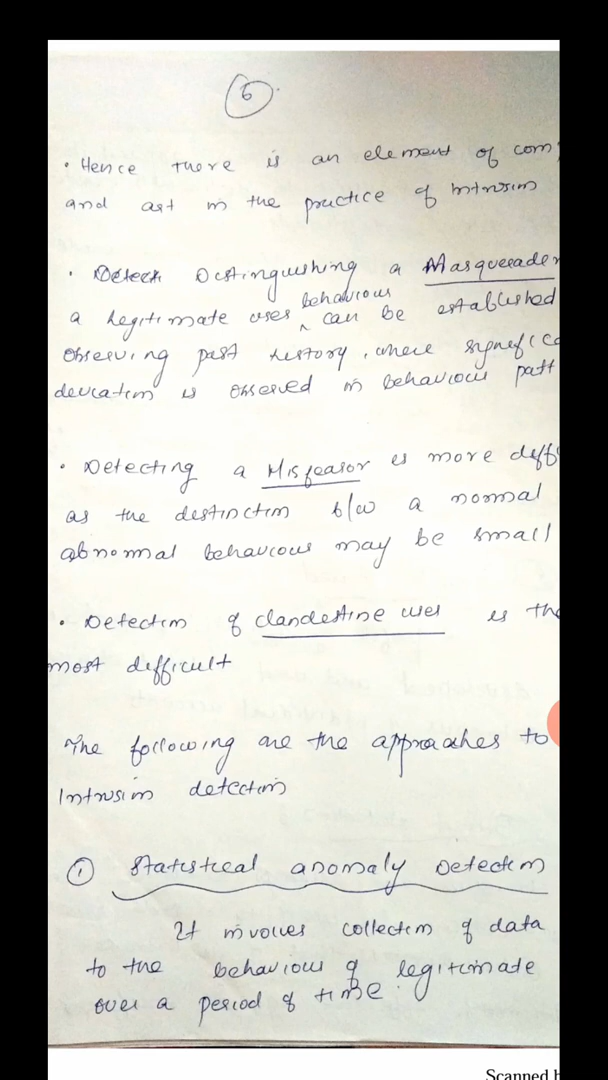 5
• Hence there is an element of com
and art in the practice of intrusion
• Distinguishing a Masquerader
behaviour
a legitimate user can be established
observing past history, where signific
deviation is observed in behaviour patt
• Detecting a Misfeasor is more diff
as the distinction b/w a normal
abnormal behaviour may be small
• Detection of clandestine user is the
most difficult
The following are the approaches to
Intrusion detection
① Statistical anomaly Detection
It involves collection of data
to the behaviour of legitimate
over a period of time.
Scanned b